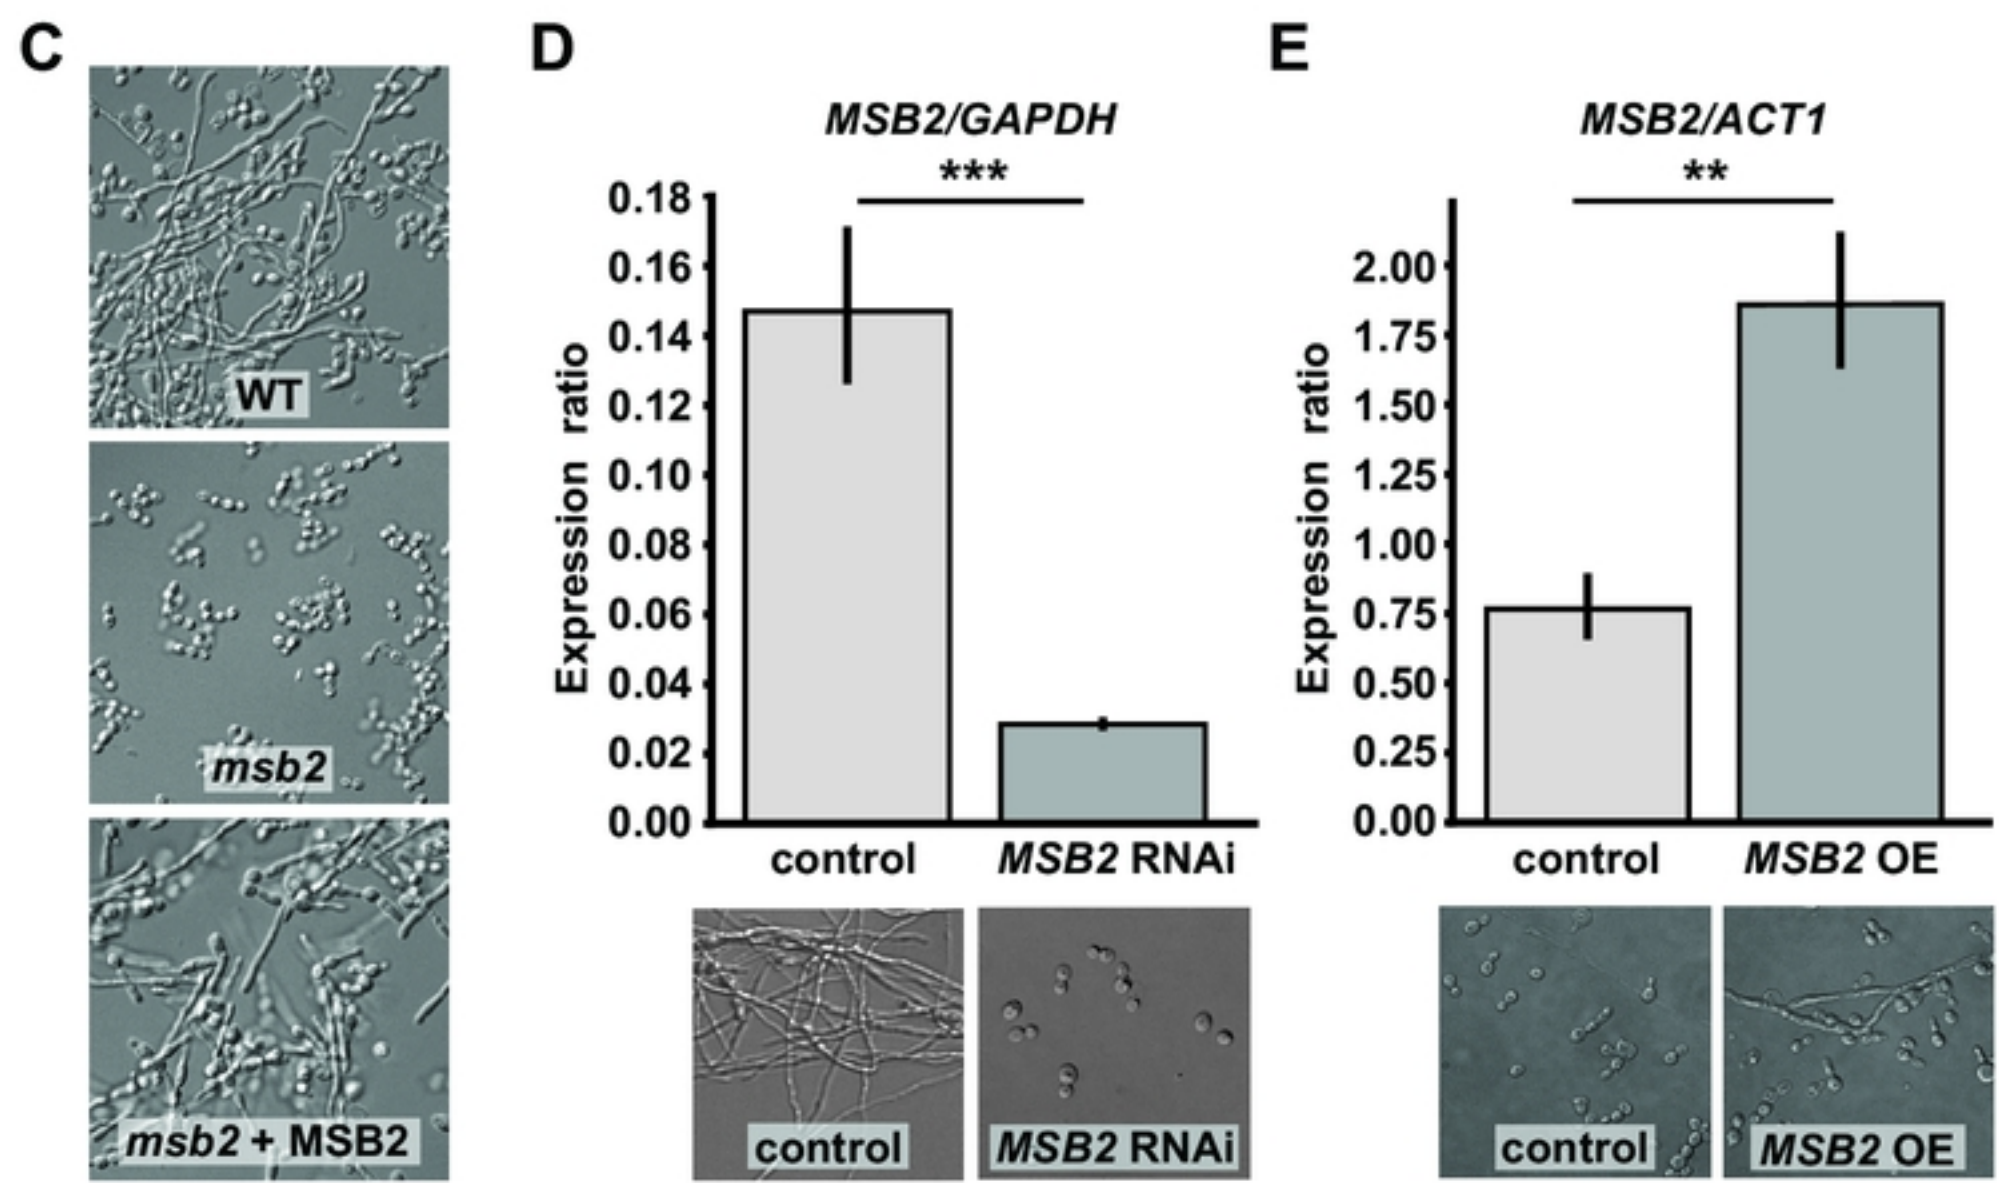 C
WT
msb2
msb2 + MSB2
D
MSB2/GAPDH
***
Expression ratio
0.18
0.16
0.14
0.12
0.10
0.08
0.06
0.04
0.02
0.00
control
MSB2 RNAi
control
MSB2 RNAi
E
MSB2/ACT1
**
Expression ratio
2.00
1.75
1.50
1.25
1.00
0.75
0.50
0.25
0.00
control
MSB2 OE
control
MSB2 OE